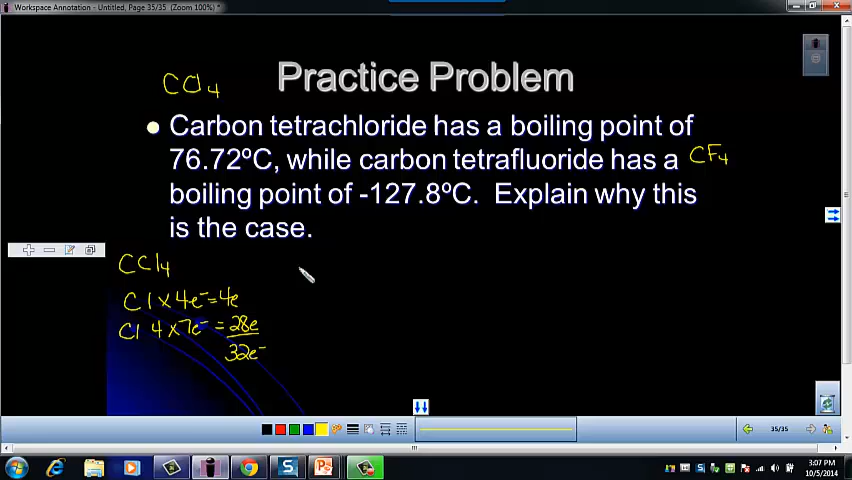 Workspace Annotation - Untitled, Page 35/35 (Zoom 100%) *
CCl4
Practice Problem
• Carbon tetrachloride has a boiling point of
76.72ºC, while carbon tetrafluoride has a
CF4
boiling point of -127.8ºC. Explain why this
is the case.
CCl4
C 1 x 4e- = 4e
Cl 4 x 7e- = 28e
32e-
35/35
3:07 PM
10/5/2014